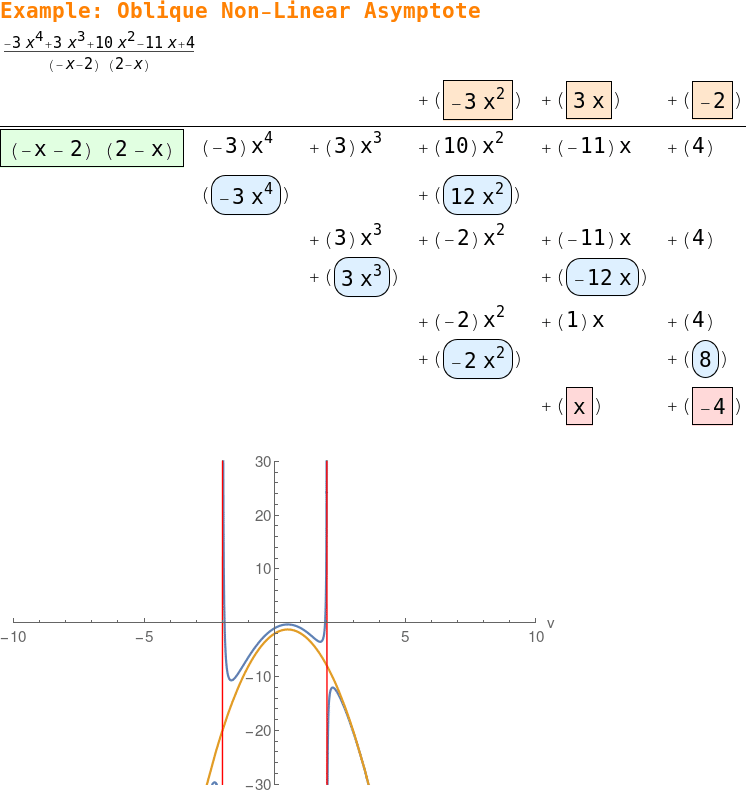 Example: Oblique Non-Linear Asymptote
-3 x⁴+3 x³+10 x²-11 x+4
(-x-2) (2-x)
+ ( -3 x² ) + ( 3 x ) + ( -2 )
(-x - 2) (2 - x) (-3) x⁴ + (3) x³ + (10) x² + (-11) x + (4)
( -3 x⁴ ) + ( 12 x² )
+ (3) x³ + (-2) x² + (-11) x + (4)
+ ( 3 x³ ) + ( -12 x )
+ (-2) x² + (1) x + (4)
+ ( -2 x² ) + ( 8 )
+ ( x ) + ( -4 )
30
20
10
v
-10 -5 5 10
-10
-20
-30